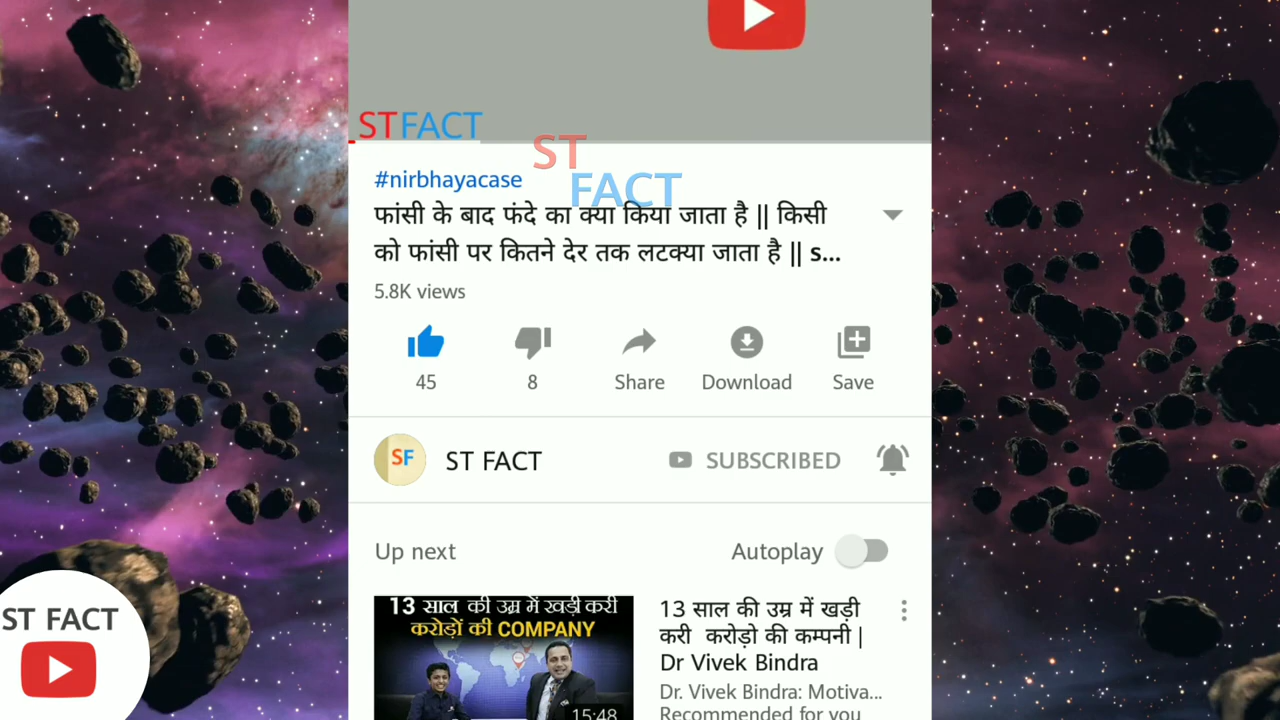 STFACT
ST
FACT
#nirbhayacase
फांसी के बाद फंदे का क्या किया जाता है || किसी
को फांसी पर कितने देर तक लटक्या जाता है || s...
5.8K views
45
8
Share
Download
Save
SF
ST FACT
SUBSCRIBED
Up next
Autoplay
13 साल की उम्र में खड़ी करी
करोड़ों की COMPANY
15:48
13 साल की उम्र में खड़ी
करी करोड़ो की कम्पनी |
Dr Vivek Bindra
Dr. Vivek Bindra: Motiva...
Recommended for you
ST FACT